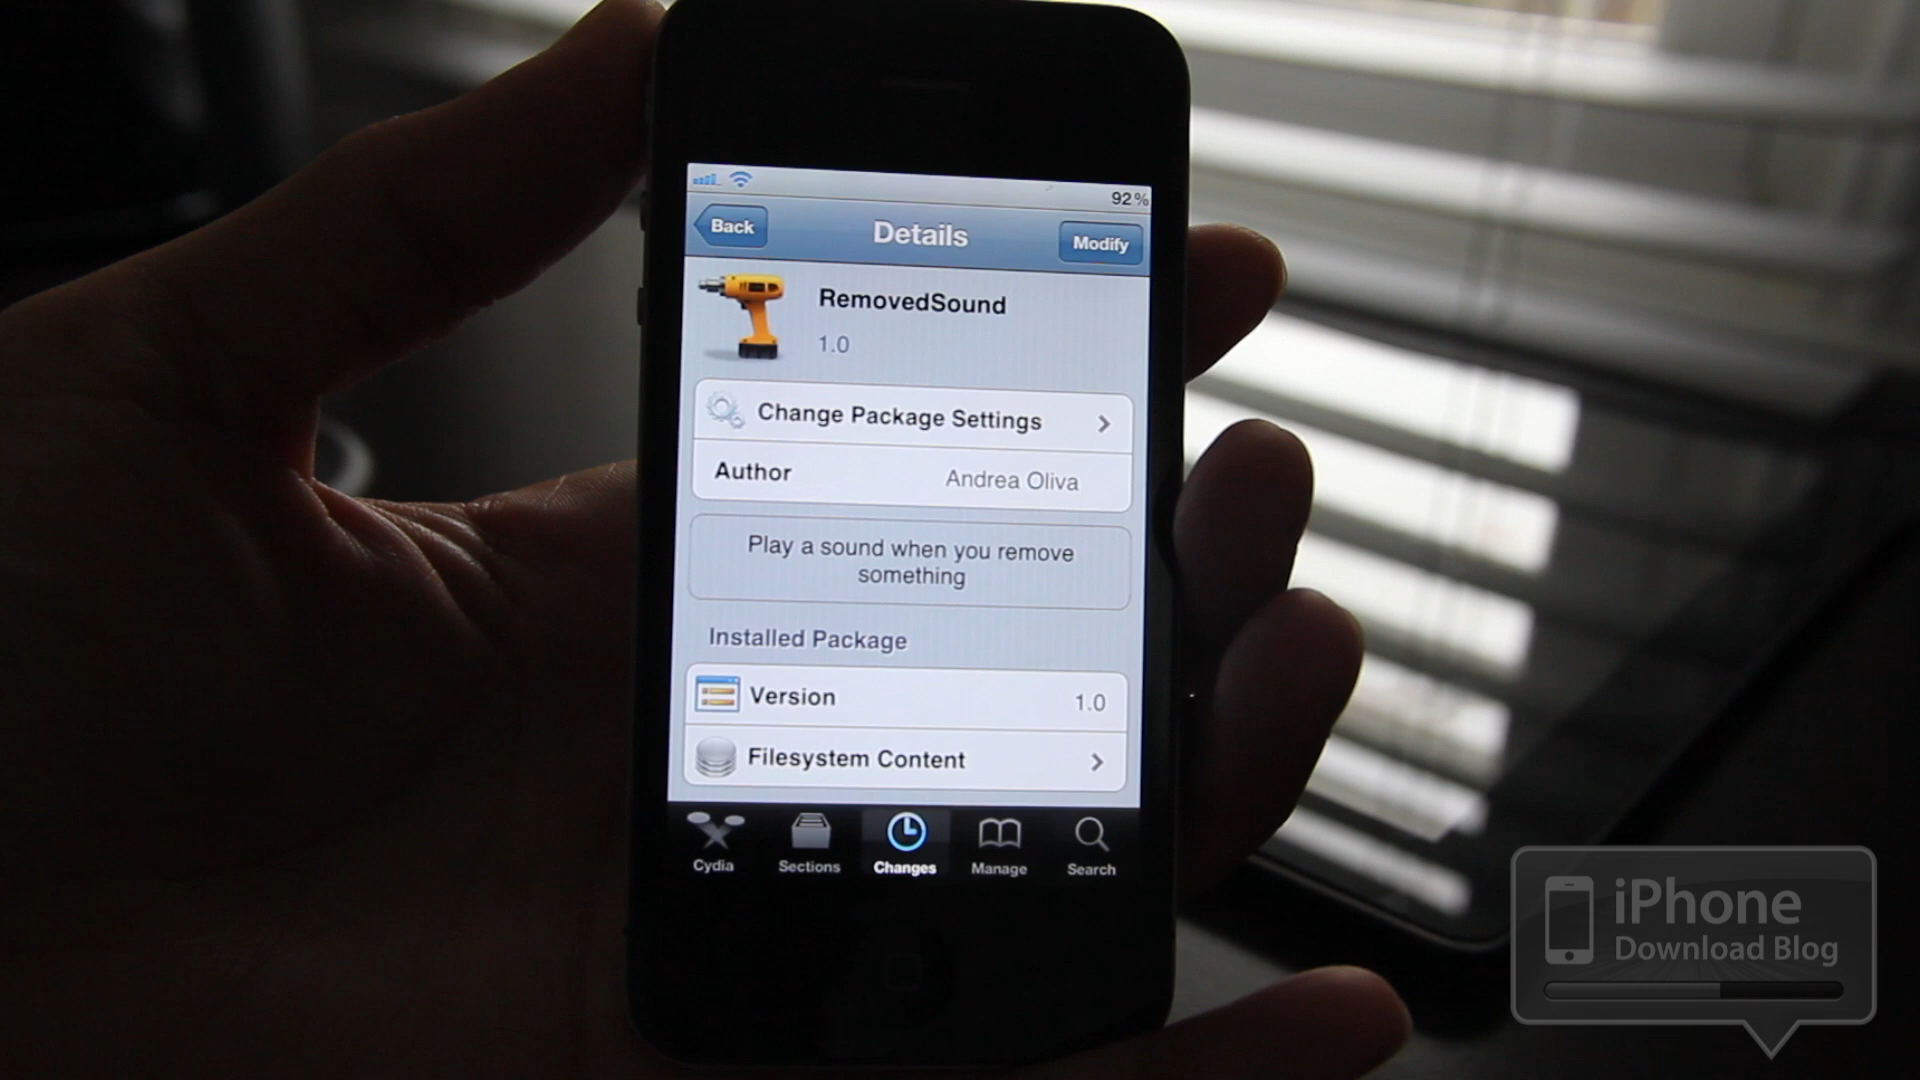 92%
Back
Details
Modify
RemovedSound
1.0
Change Package Settings
Author
Andrea Oliva
Play a sound when you remove
something
Installed Package
Version
1.0
Filesystem Content
Cydia
Sections
Changes
Manage
Search
iPhone
Download Blog